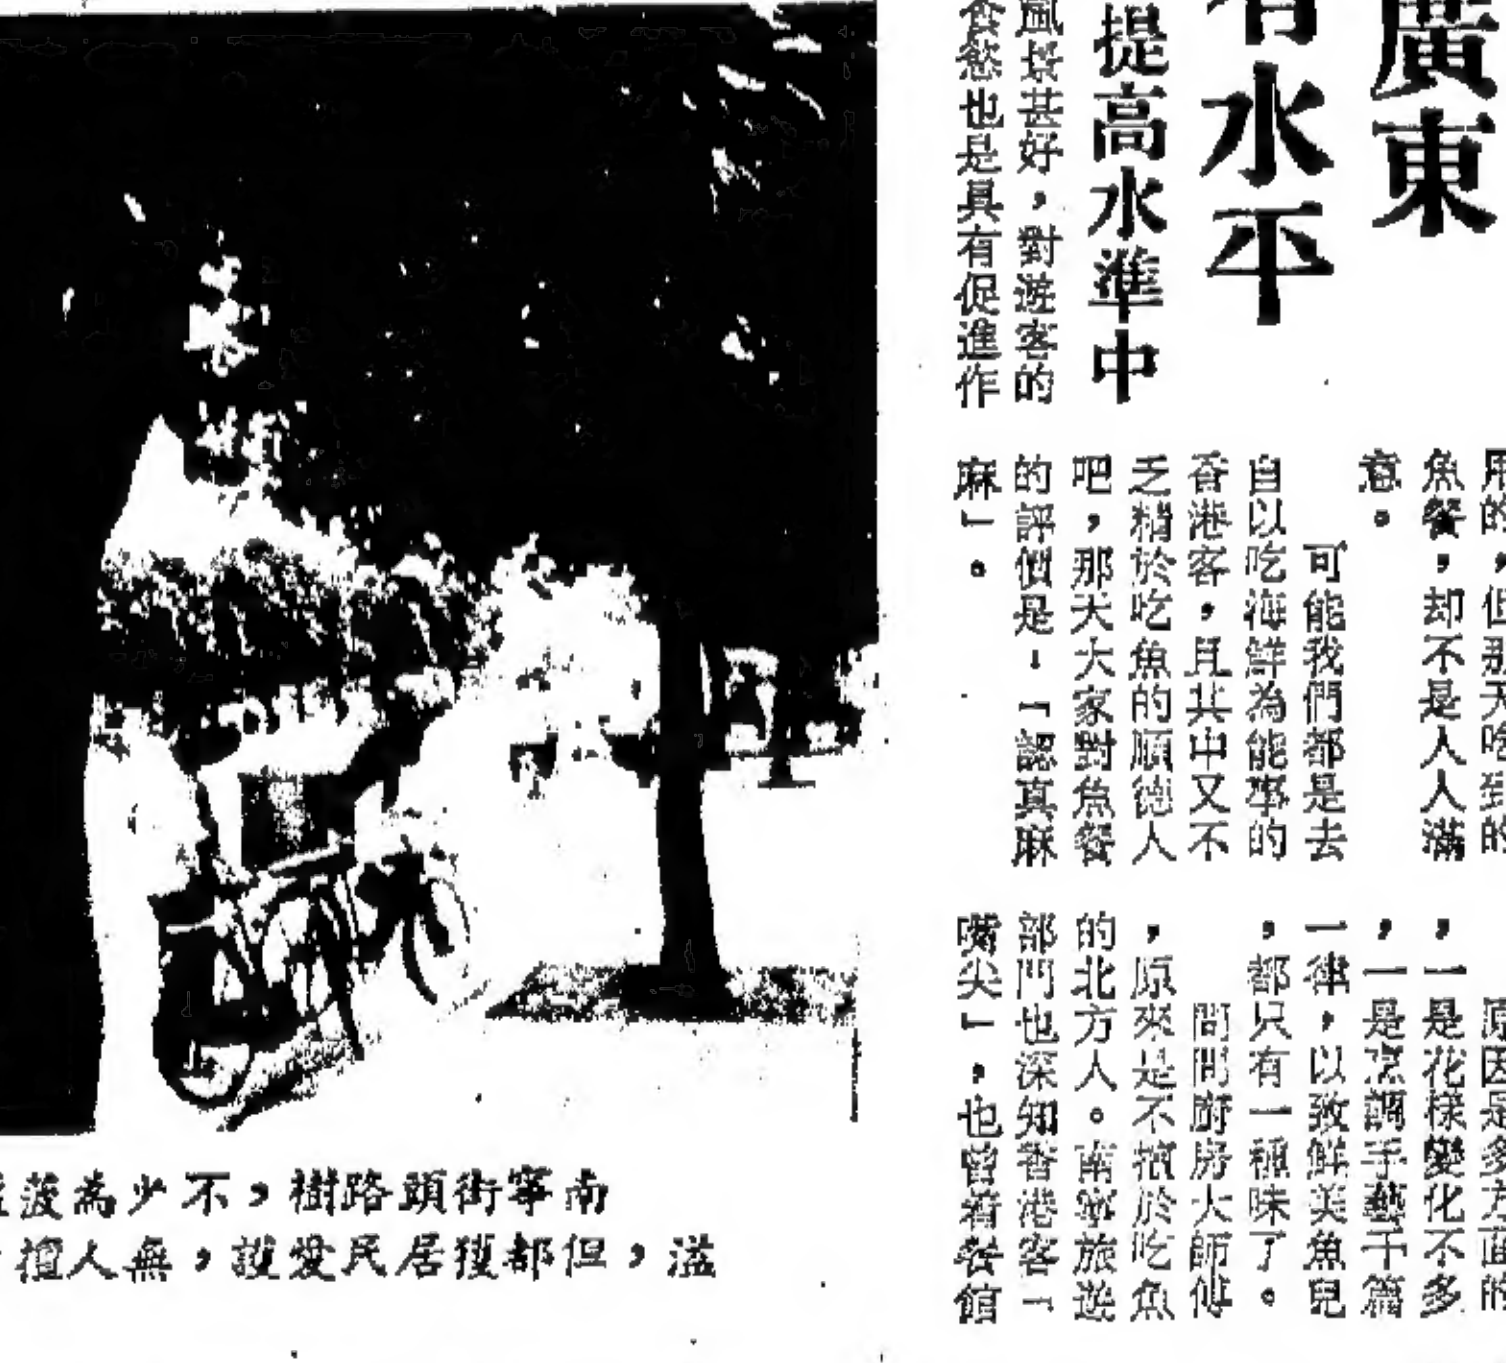 廣東
有水平
提高水準中
風景甚好,對遊客的
食慾也是具有促進作
用的,但那天吃到的
魚餐,却不是人人滿
意。
可能我們都是去
自以吃海鮮為能事的
香港客,且其中又不
乏精於吃魚的順德人
吧,那天大家對魚餐
的評價是:「認真麻
麻」。
原因是多方面的
,一是花樣變化不多
,一是烹調手藝千篇
一律,以致鮮美魚兒
,都只有一種味了。
問問廚房大師傅
,原來是不擅於吃魚
的北方人。南寧旅遊
部門也深知香港客「
嘴尖」,也曾着餐館
南寧街頭路樹,不少為菠
溢,但都獲居民愛護,無人擅